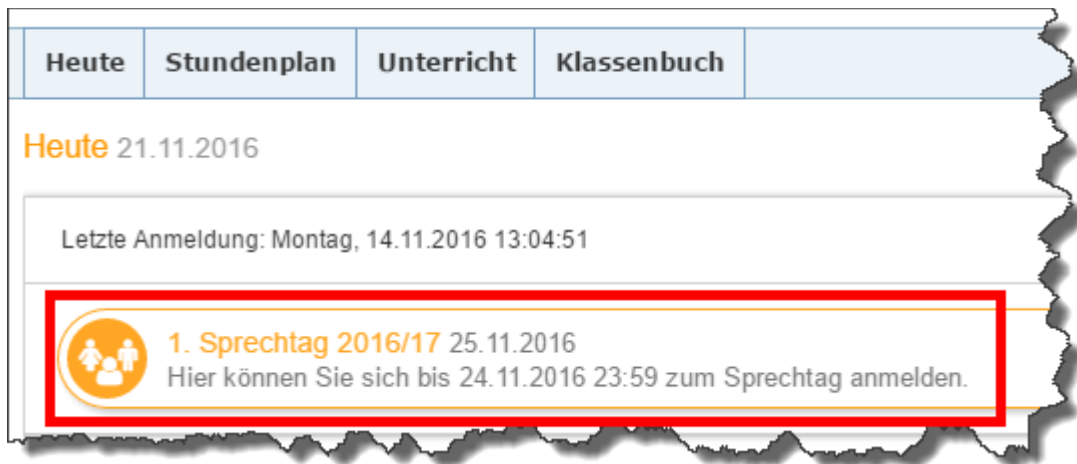 Heute Stundenplan Unterricht Klassenbuch
Heute 21.11.2016
Letzte Anmeldung: Montag, 14.11.2016 13:04:51
1. Sprechtag 2016/17 25.11.2016
Hier können Sie sich bis 24.11.2016 23:59 zum Sprechtag anmelden.